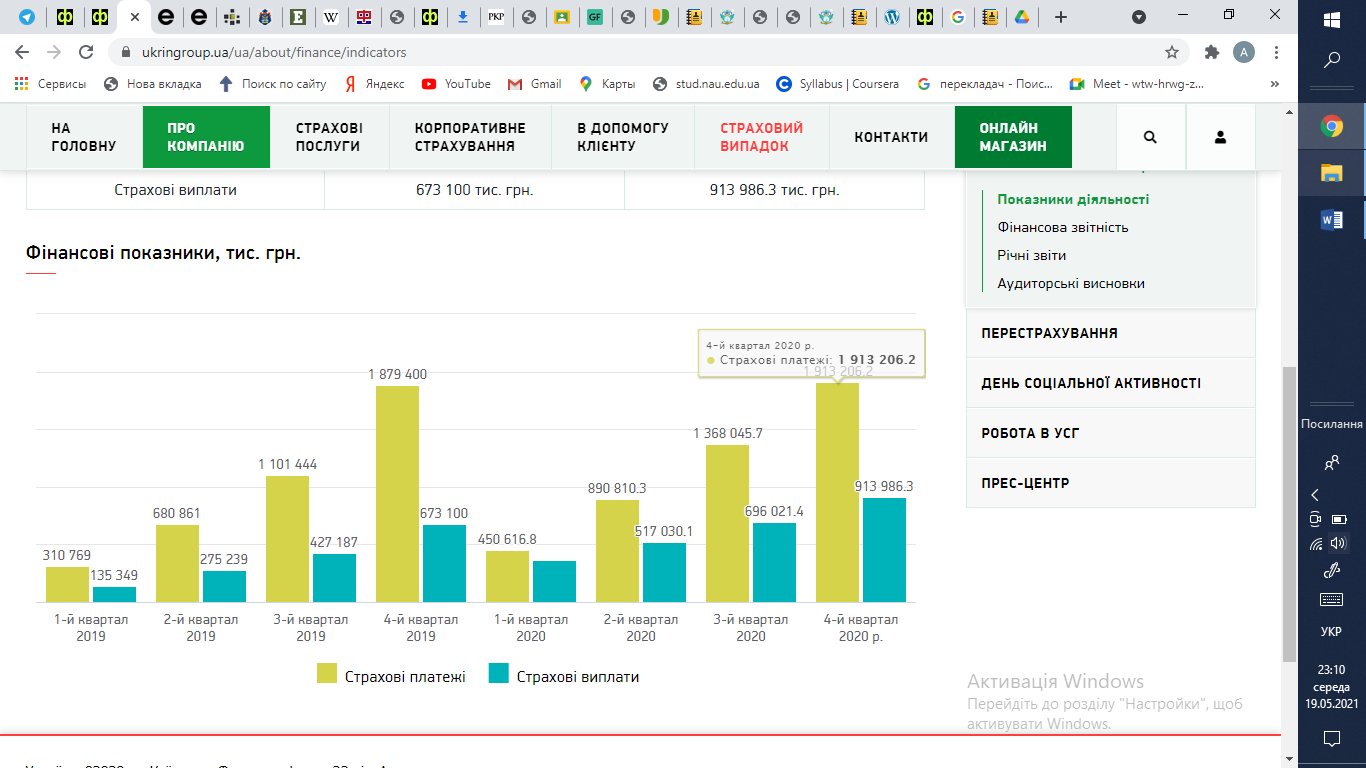 PKP
GF
ukringroup.ua/ua/about/finance/indicators
A
Сервисы
Нова вкладка
Поиск по сайту
Яндекс
YouTube
Gmail
Карты
stud.nau.edu.ua
Syllabus | Coursera
перекладач - Поис...
Meet - wtw-hrwg-z...
»
НА
ГОЛОВНУ
ПРО
КОМПАНІЮ
СТРАХОВІ
ПОСЛУГИ
КОРПОРАТИВНЕ
СТРАХУВАННЯ
В ДОПОМОГУ
КЛІЄНТУ
СТРАХОВИЙ
ВИПАДОК
КОНТАКТИ
ОНЛАЙН
МАГАЗИН
Страхові виплати
673 100 тис. грн.
913 986.3 тис. грн.
Фінансові показники, тис. грн.
4-й квартал 2020 р.
Страхові платежі: 1 913 206.2
1 913 206.2
1 879 400
1 368 045.7
1 101 444
913 986.3
890 810.3
680 861
673 100
696 021.4
517 030.1
450 616.8
427 187
310 769
275 239
135 349
1-й квартал
2019
2-й квартал
2019
3-й квартал
2019
4-й квартал
2019
1-й квартал
2020
2-й квартал
2020
3-й квартал
2020
4-й квартал
2020 р.
Страхові платежі
Страхові виплати
Показники діяльності
Фінансова звітність
Річні звіти
Аудиторські висновки
ПЕРЕСТРАХУВАННЯ
ДЕНЬ СОЦІАЛЬНОЇ АКТИВНОСТІ
РОБОТА В УСГ
ПРЕС-ЦЕНТР
Активація Windows
Перейдіть до розділу "Настройки", щоб
активувати Windows.
Посилання
УКР
23:10
середа
19.05.2021